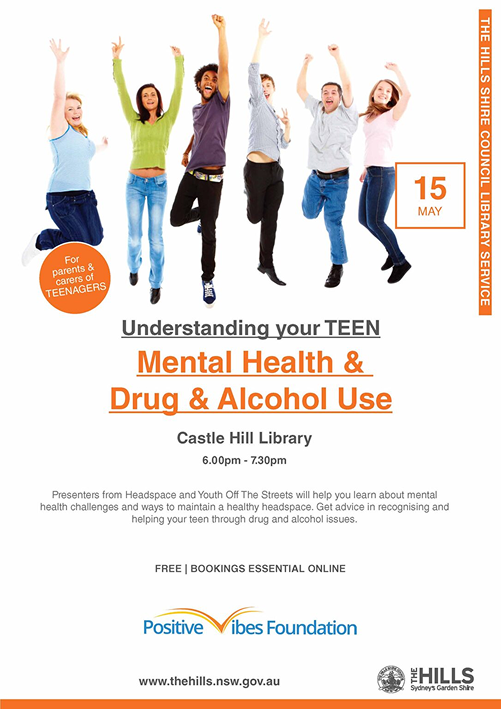 THE HILLS SHIRE COUNCIL LIBRARY SERVICE
15
MAY
For
parents &
carers of
TEENAGERS
Understanding your TEEN
Mental Health &
Drug & Alcohol Use
Castle Hill Library
6.00pm - 7.30pm
Presenters from Headspace and Youth Off The Streets will help you learn about mental
health challenges and ways to maintain a healthy headspace. Get advice in recognising and
helping your teen through drug and alcohol issues.
FREE | BOOKINGS ESSENTIAL ONLINE
Positive Vibes Foundation
www.thehills.nsw.gov.au
THE HILLS
Sydney's Garden Shire